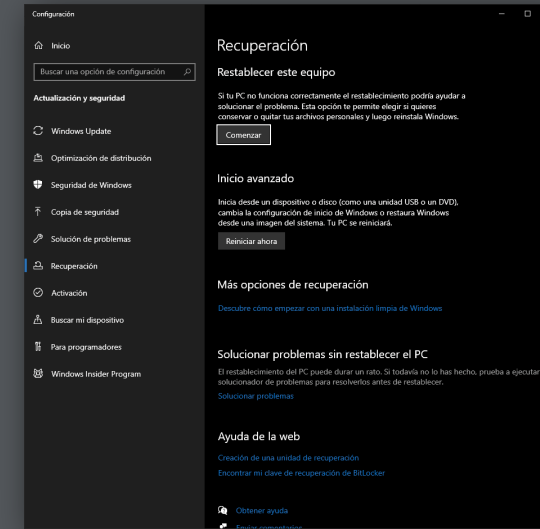 Configuración
Inicio
Buscar una opción de configuración
Actualización y seguridad
Windows Update
Optimización de distribución
Seguridad de Windows
Copia de seguridad
Solución de problemas
Recuperación
Activación
Buscar mi dispositivo
Para programadores
Windows Insider Program
Recuperación
Restablecer este equipo
Si tu PC no funciona correctamente el restablecimiento podría ayudar a
solucionar el problema. Esta opción te permite elegir si quieres
conservar o quitar tus archivos personales y luego reinstala Windows.
Comenzar
Inicio avanzado
Inicia desde un dispositivo o disco (como una unidad USB o un DVD),
cambia la configuración de inicio de Windows o restaura Windows
desde una imagen del sistema. Tu PC se reiniciará.
Reiniciar ahora
Más opciones de recuperación
Descubre cómo empezar con una instalación limpia de Windows
Solucionar problemas sin restablecer el PC
El restablecimiento del PC puede durar un rato. Si todavía no lo has hecho, prueba a ejecutar
solucionador de problemas para resolverlos antes de restablecer.
Solucionar problemas
Ayuda de la web
Creación de una unidad de recuperación
Encontrar mi clave de recuperación de BitLocker
Obtener ayuda
Enviar comentarios